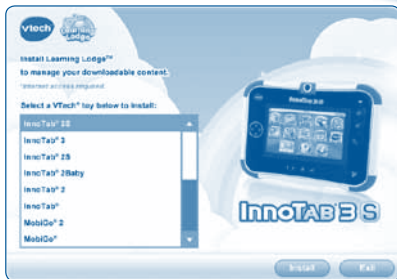 vtech
Learning Lodge
Install Learning Lodge™
to manage your downloadable content.
*Internet access required.
Select a VTech® toy below to install:
InnoTab® 3S
InnoTab® 3
InnoTab® 2S
InnoTab® 2Baby
InnoTab® 2
InnoTab®
MobiGo® 2
MobiGo®
InnoTab 3S
InnoTab 3 S
Install
Exit